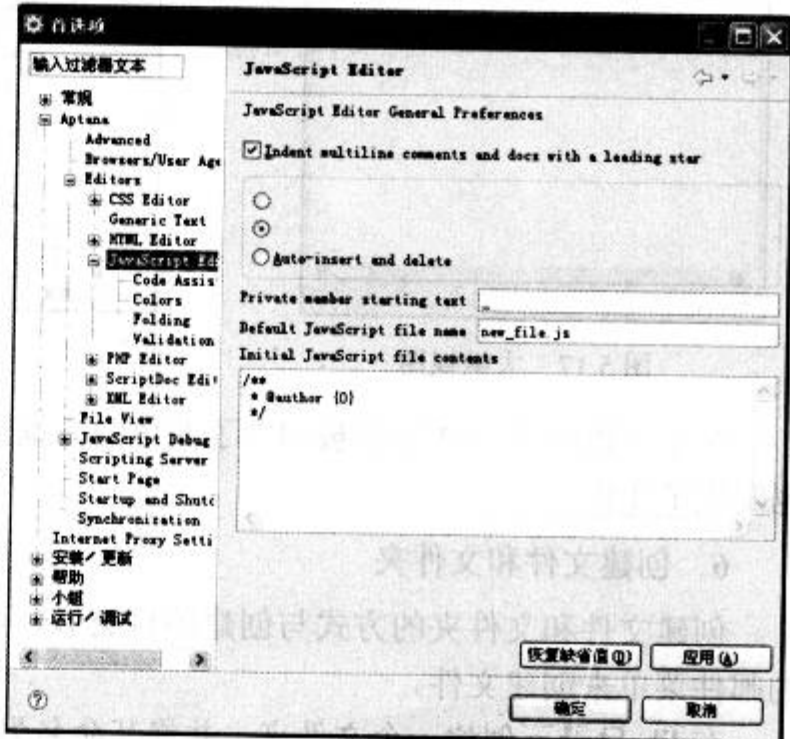 首选项
输入过滤器文本
常规
Aptana
Advanced
Browsers/User Age
Editors
CSS Editor
Generic Text
HTML Editor
JavaScript Ed
Code Assis
Colors
Folding
Validation
PHP Editor
ScriptDoc Edi
XML Editor
File View
JavaScript Debug
Scripting Server
Start Page
Startup and Shutd
Synchronization
Internet Proxy Setti
安装/更新
帮助
小组
运行/调试
JavaScript Editor
JavaScript Editor General Preferences
Indent multiline comments and docs with a leading star
Auto-insert and delete
Private member starting text _
Default JavaScript file name new_file.js
Initial JavaScript file contents
/**
* @author {0}
*/
6 创建文件和文件夹
创建文件和文件夹的方式与创建
恢复缺省值(D) 应用(A)
确定 取消